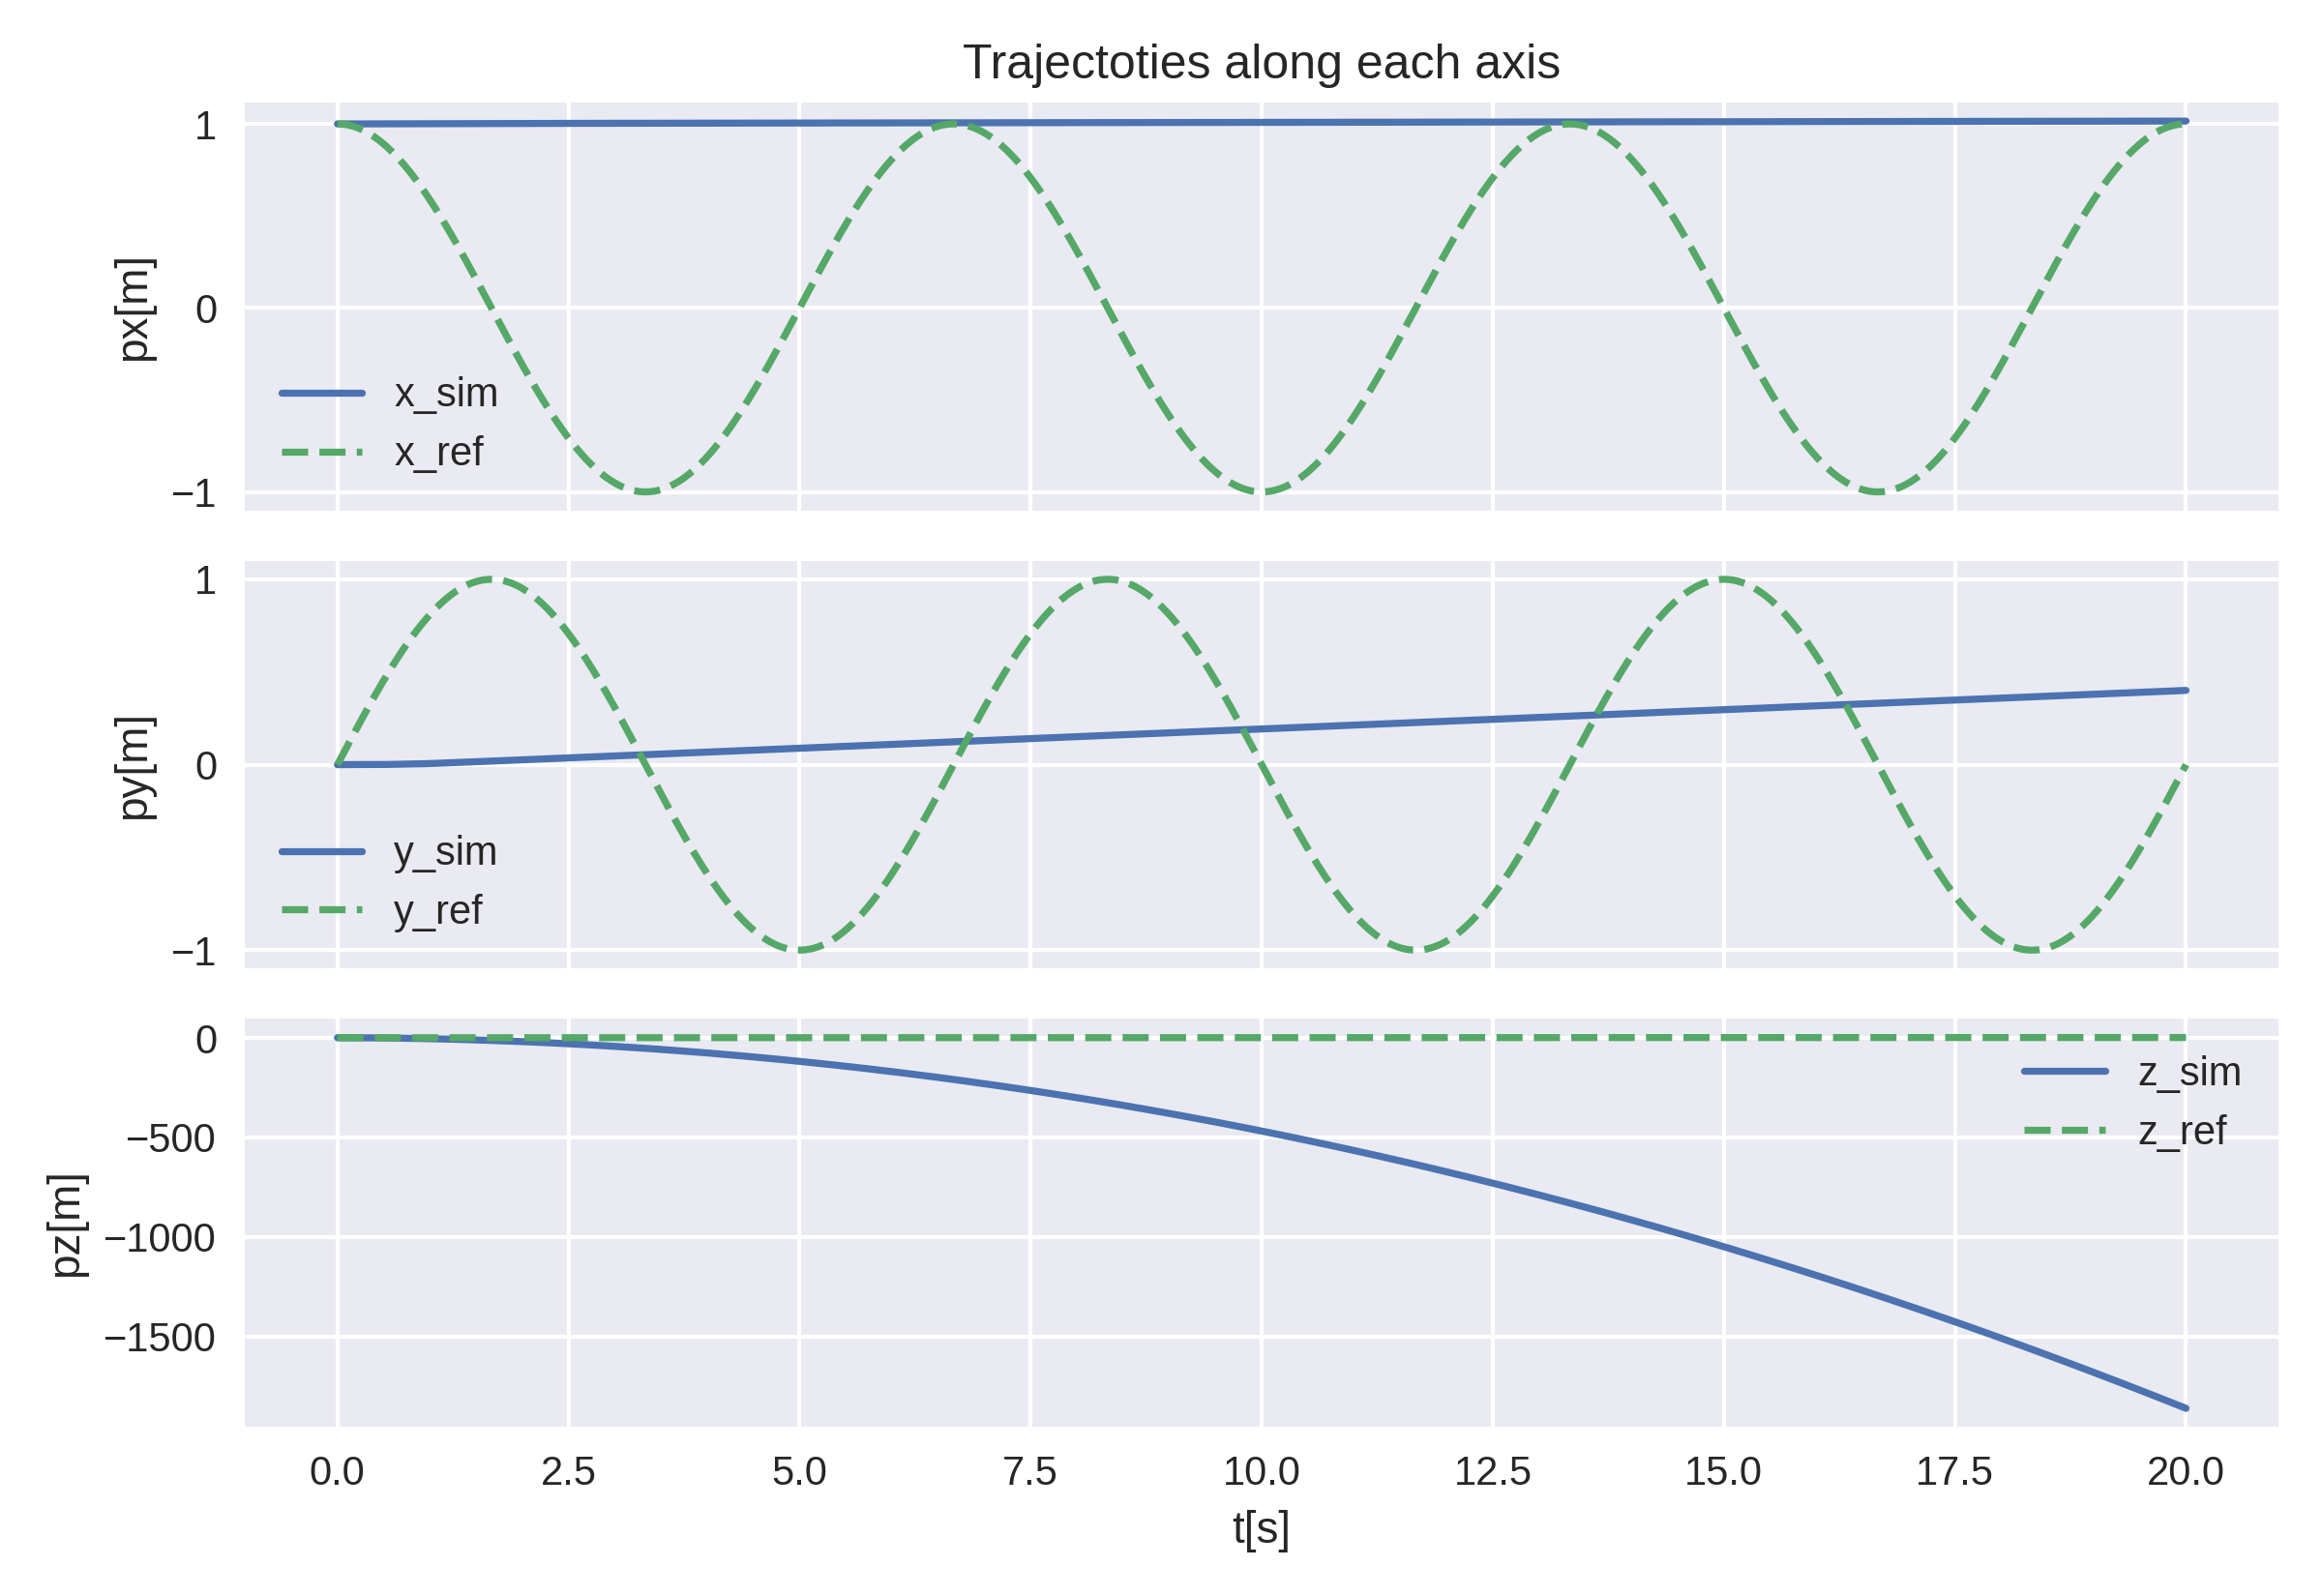 Trajectoties along each axis
1
0
−1
px[m]
x_sim
x_ref
1
0
−1
py[m]
y_sim
y_ref
0
−500
−1000
−1500
pz[m]
z_sim
z_ref
0.0 2.5 5.0 7.5 10.0 12.5 15.0 17.5 20.0
t[s]